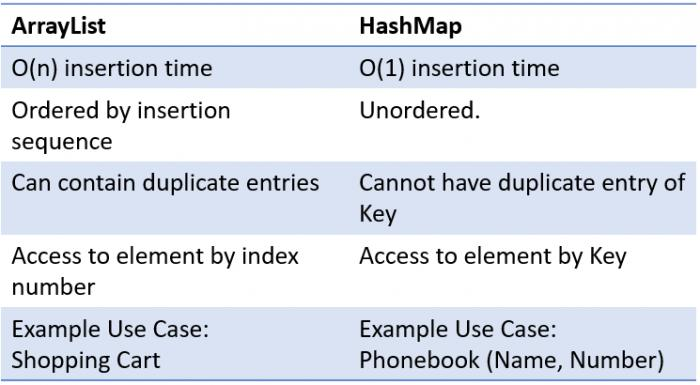 ArrayList HashMap
O(n) insertion time O(1) insertion time
Ordered by insertion
sequence
Unordered.
Can contain duplicate entries
Cannot have duplicate entry of
Key
Access to element by index
number
Access to element by Key
Example Use Case:
Shopping Cart
Example Use Case:
Phonebook (Name, Number)